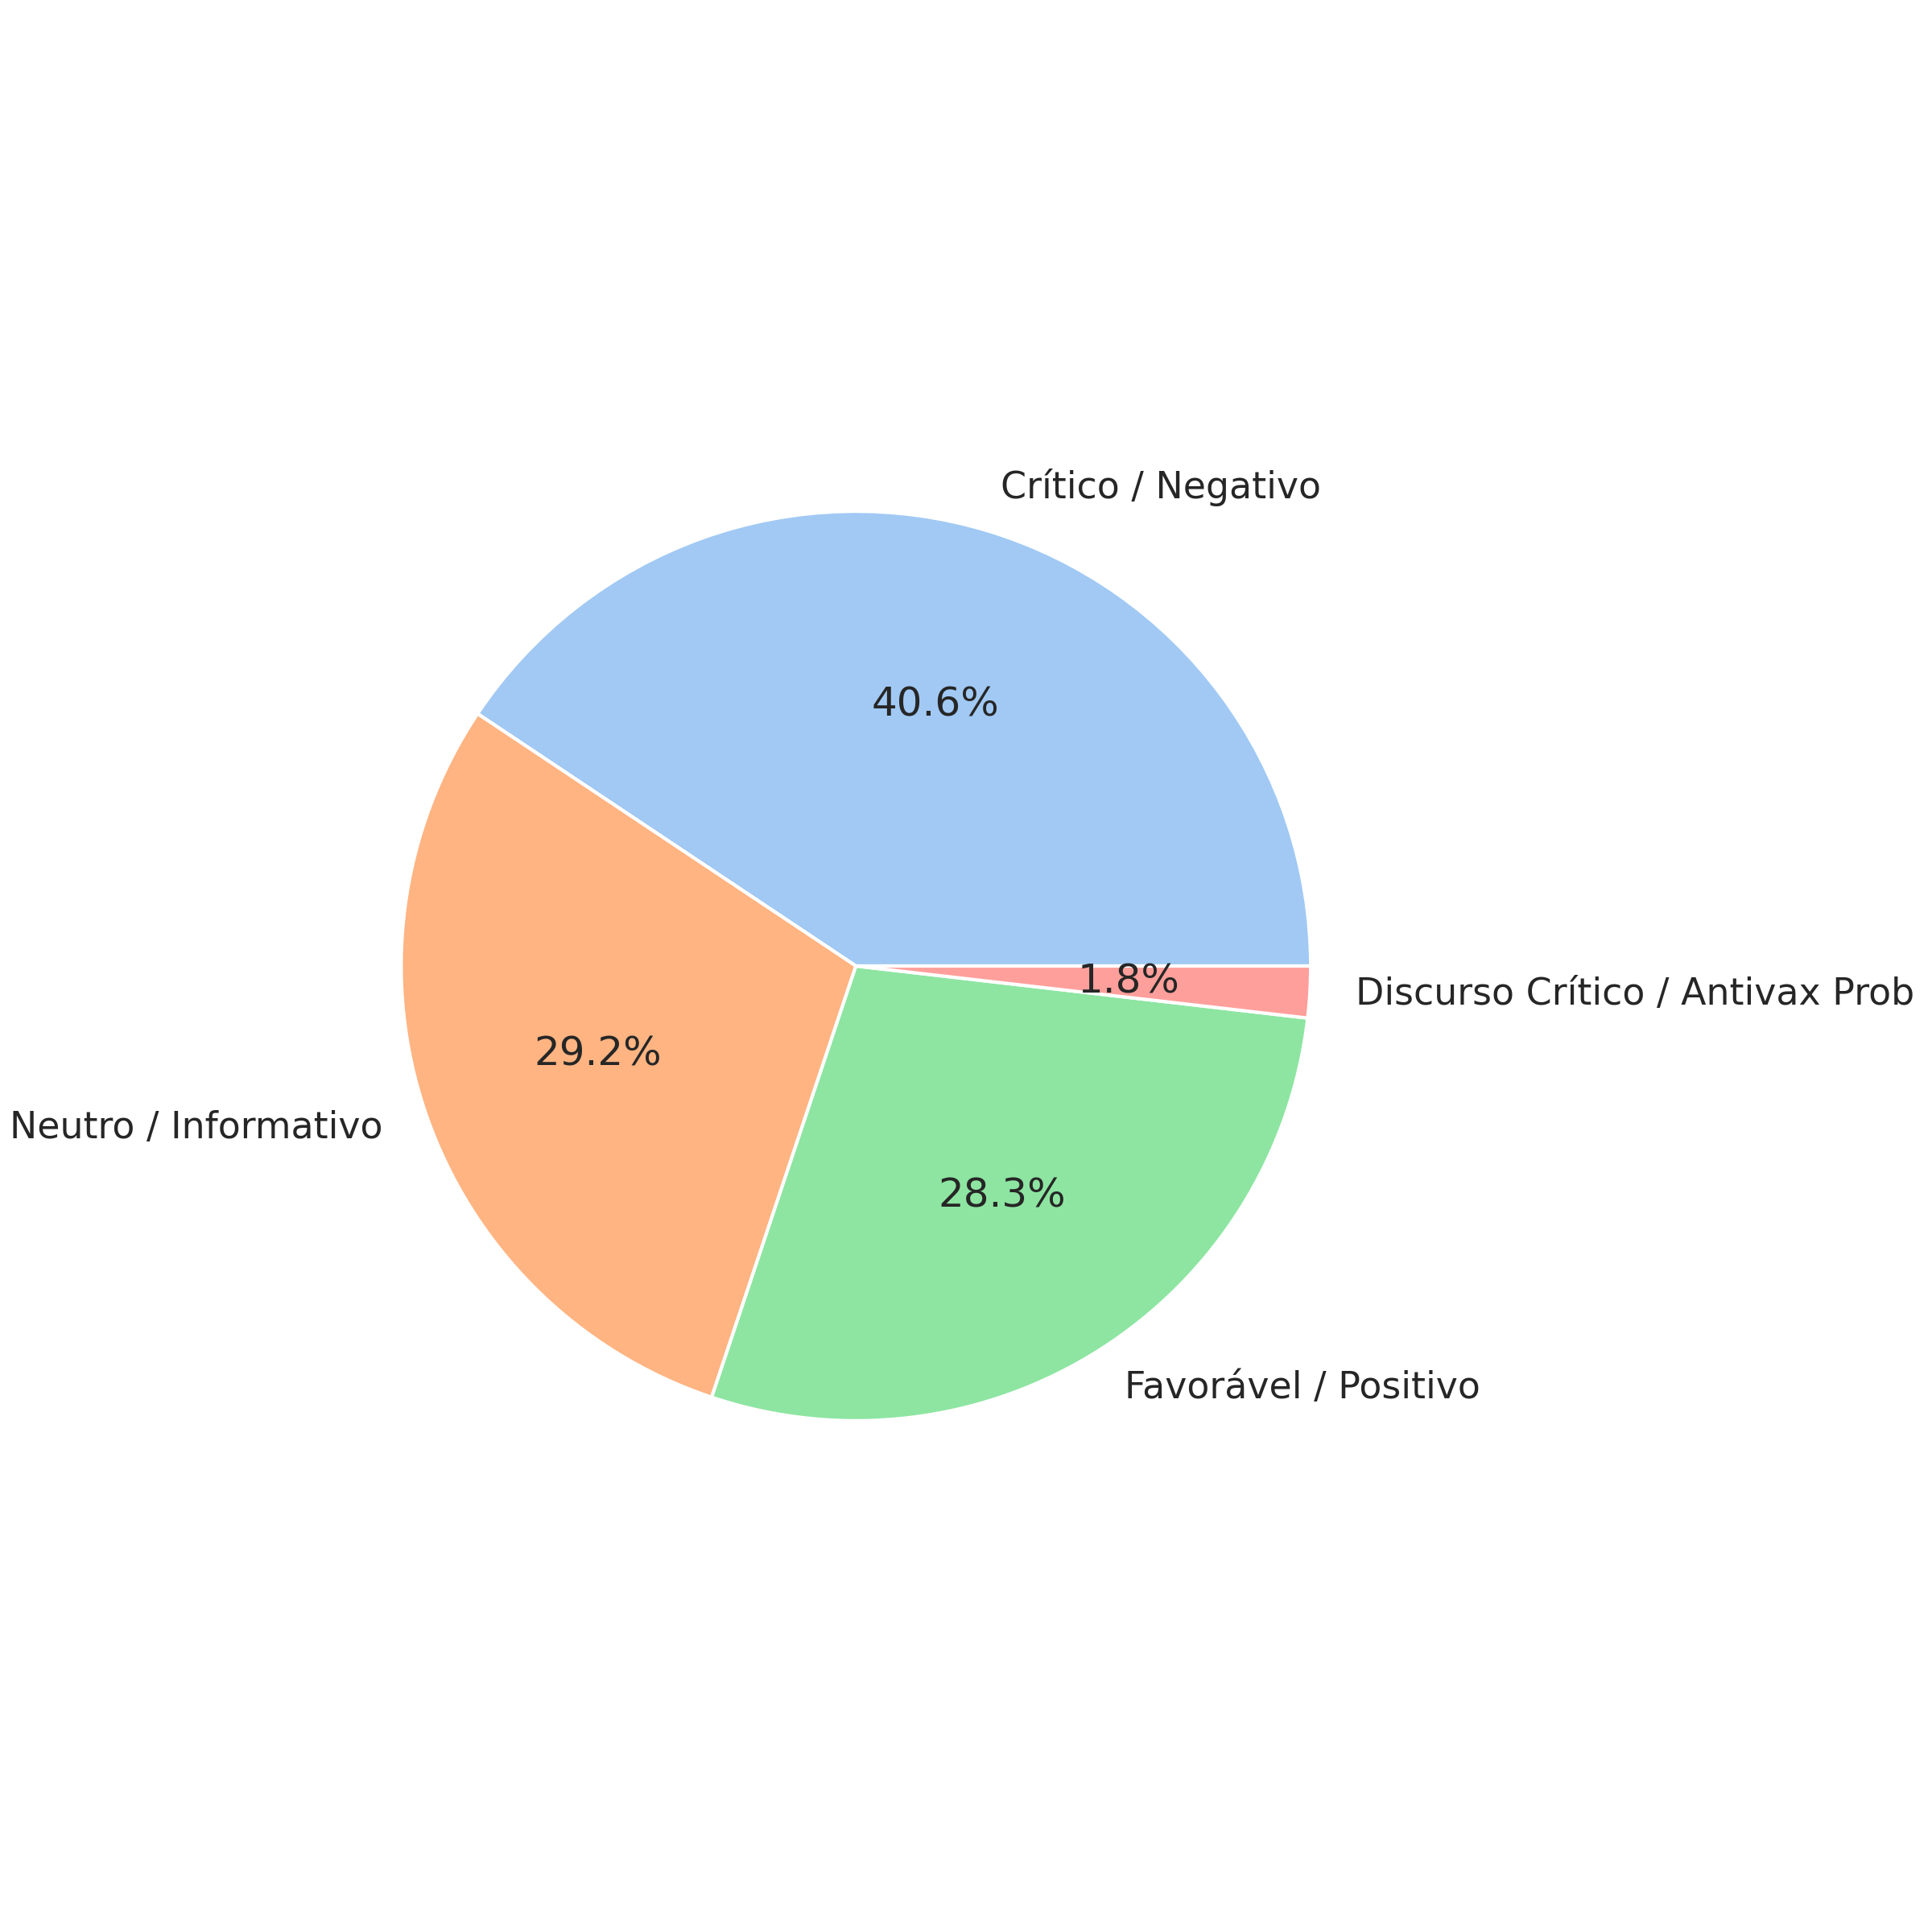 Crítico / Negativo
40.6%
1.8%
Discurso Crítico / Antivax Prob
29.2%
Neutro / Informativo
28.3%
Favorável / Positivo